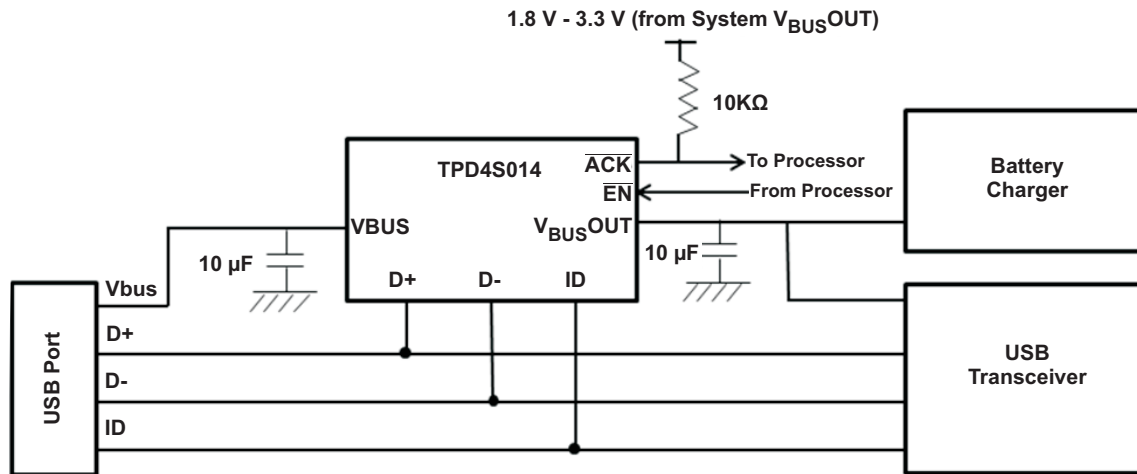 1.8 V - 3.3 V (from System VBUSOUT)
10KΩ
TPD4S014
ACK
To Processor
EN
From Processor
VBUS
VBUSOUT
10 µF
10 µF
D+
D-
ID
Battery
Charger
USB Port
Vbus
D+
D-
ID
USB
Transceiver